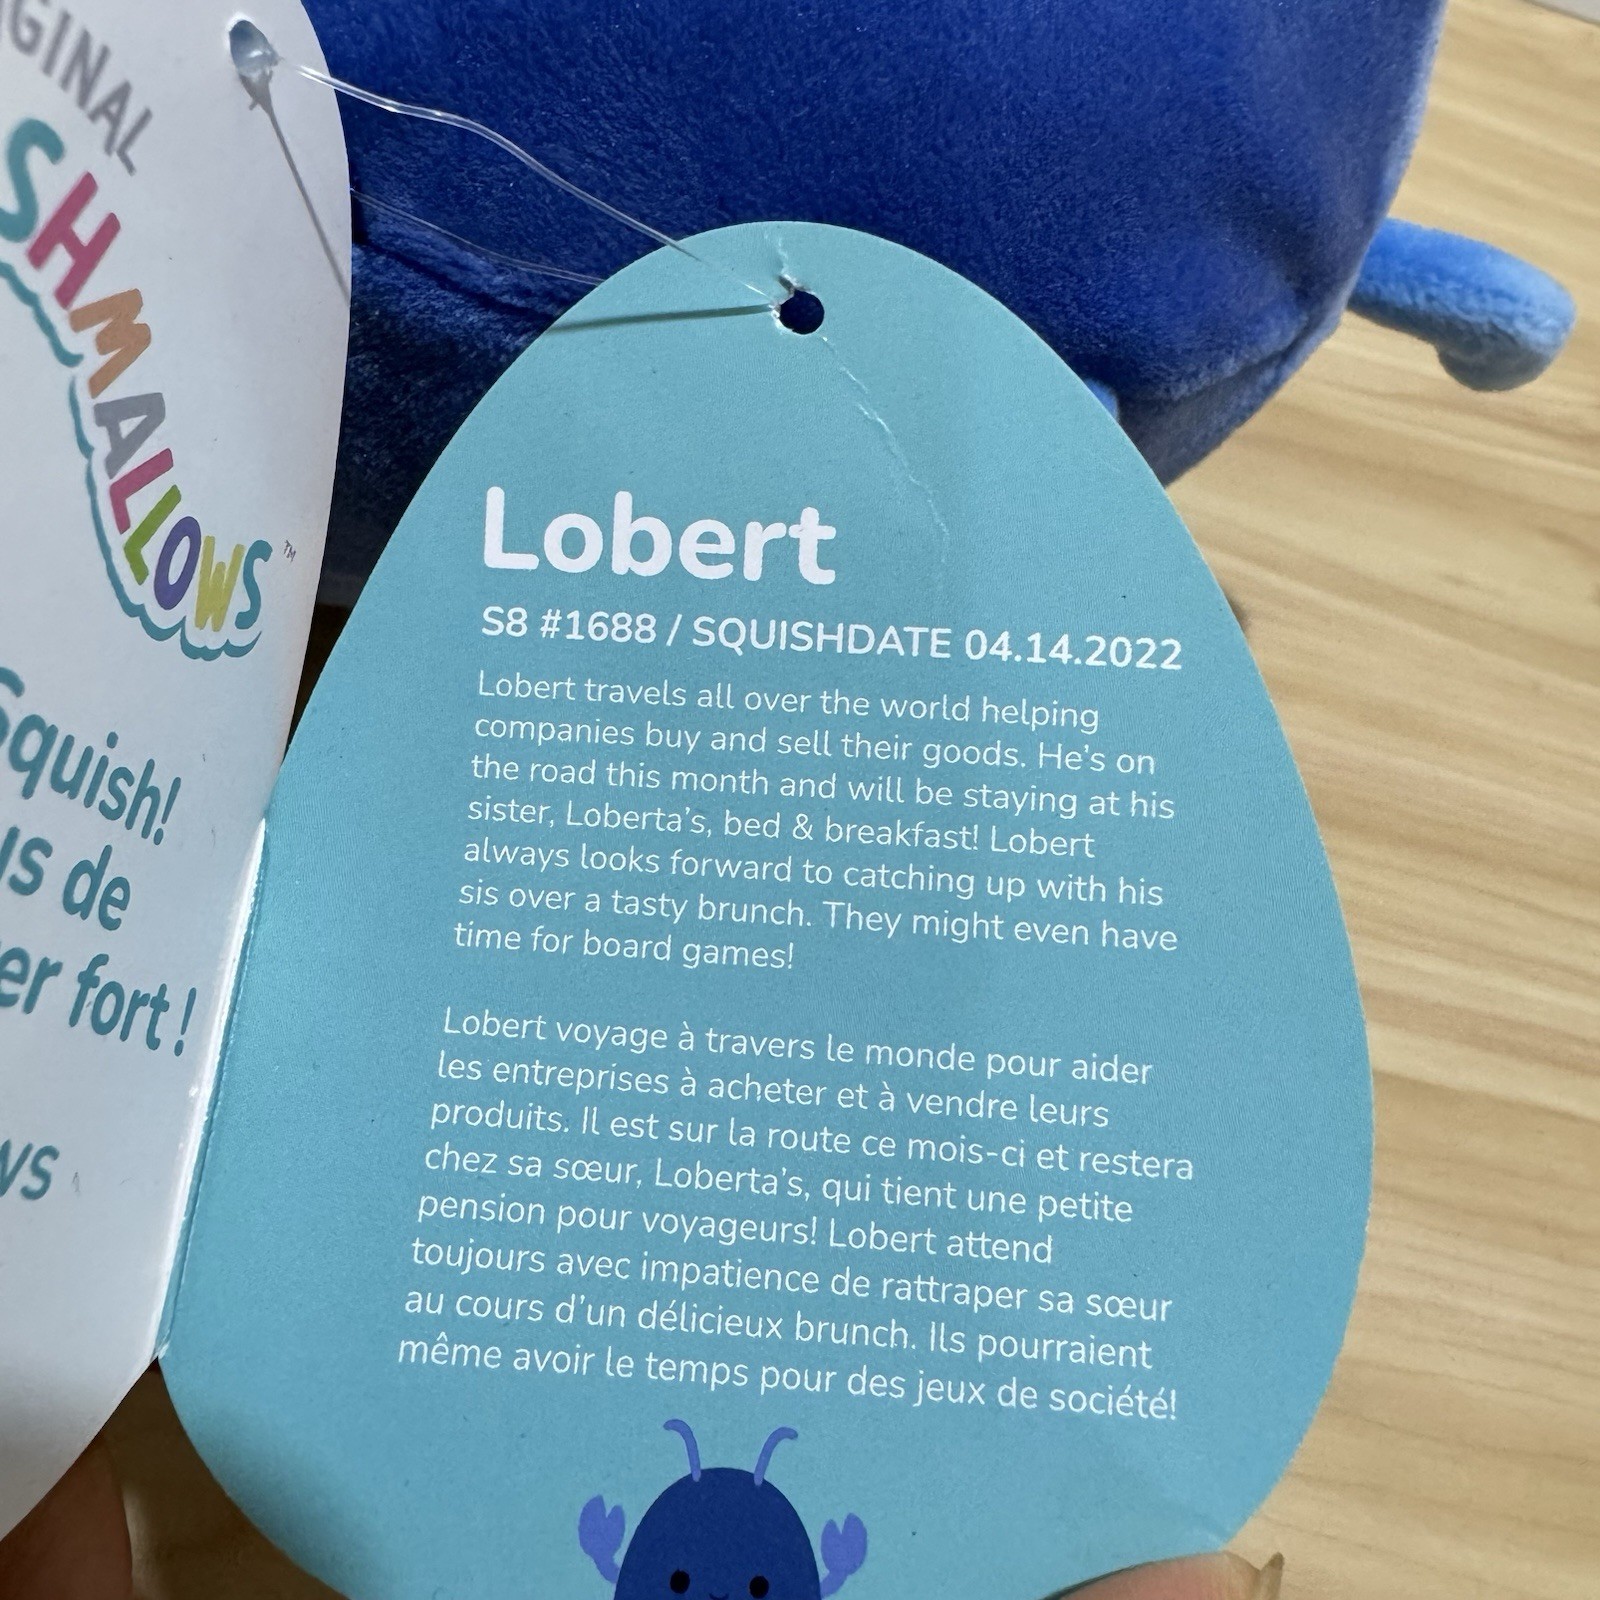 SHMALLOWS™
Squish!
de
fort !
Lobert
S8 #1688 / SQUISHDATE 04.14.2022
Lobert travels all over the world helping
companies buy and sell their goods. He's on
the road this month and will be staying at his
sister, Loberta's, bed & breakfast! Lobert
always looks forward to catching up with his
sis over a tasty brunch. They might even have
time for board games!
Lobert voyage à travers le monde pour aider
les entreprises à acheter et à vendre leurs
produits. Il est sur la route ce mois-ci et restera
chez sa sœur, Loberta's, qui tient une petite
pension pour voyageurs! Lobert attend
toujours avec impatience de rattraper sa sœur
au cours d'un délicieux brunch. Ils pourraient
même avoir le temps pour des jeux de société!